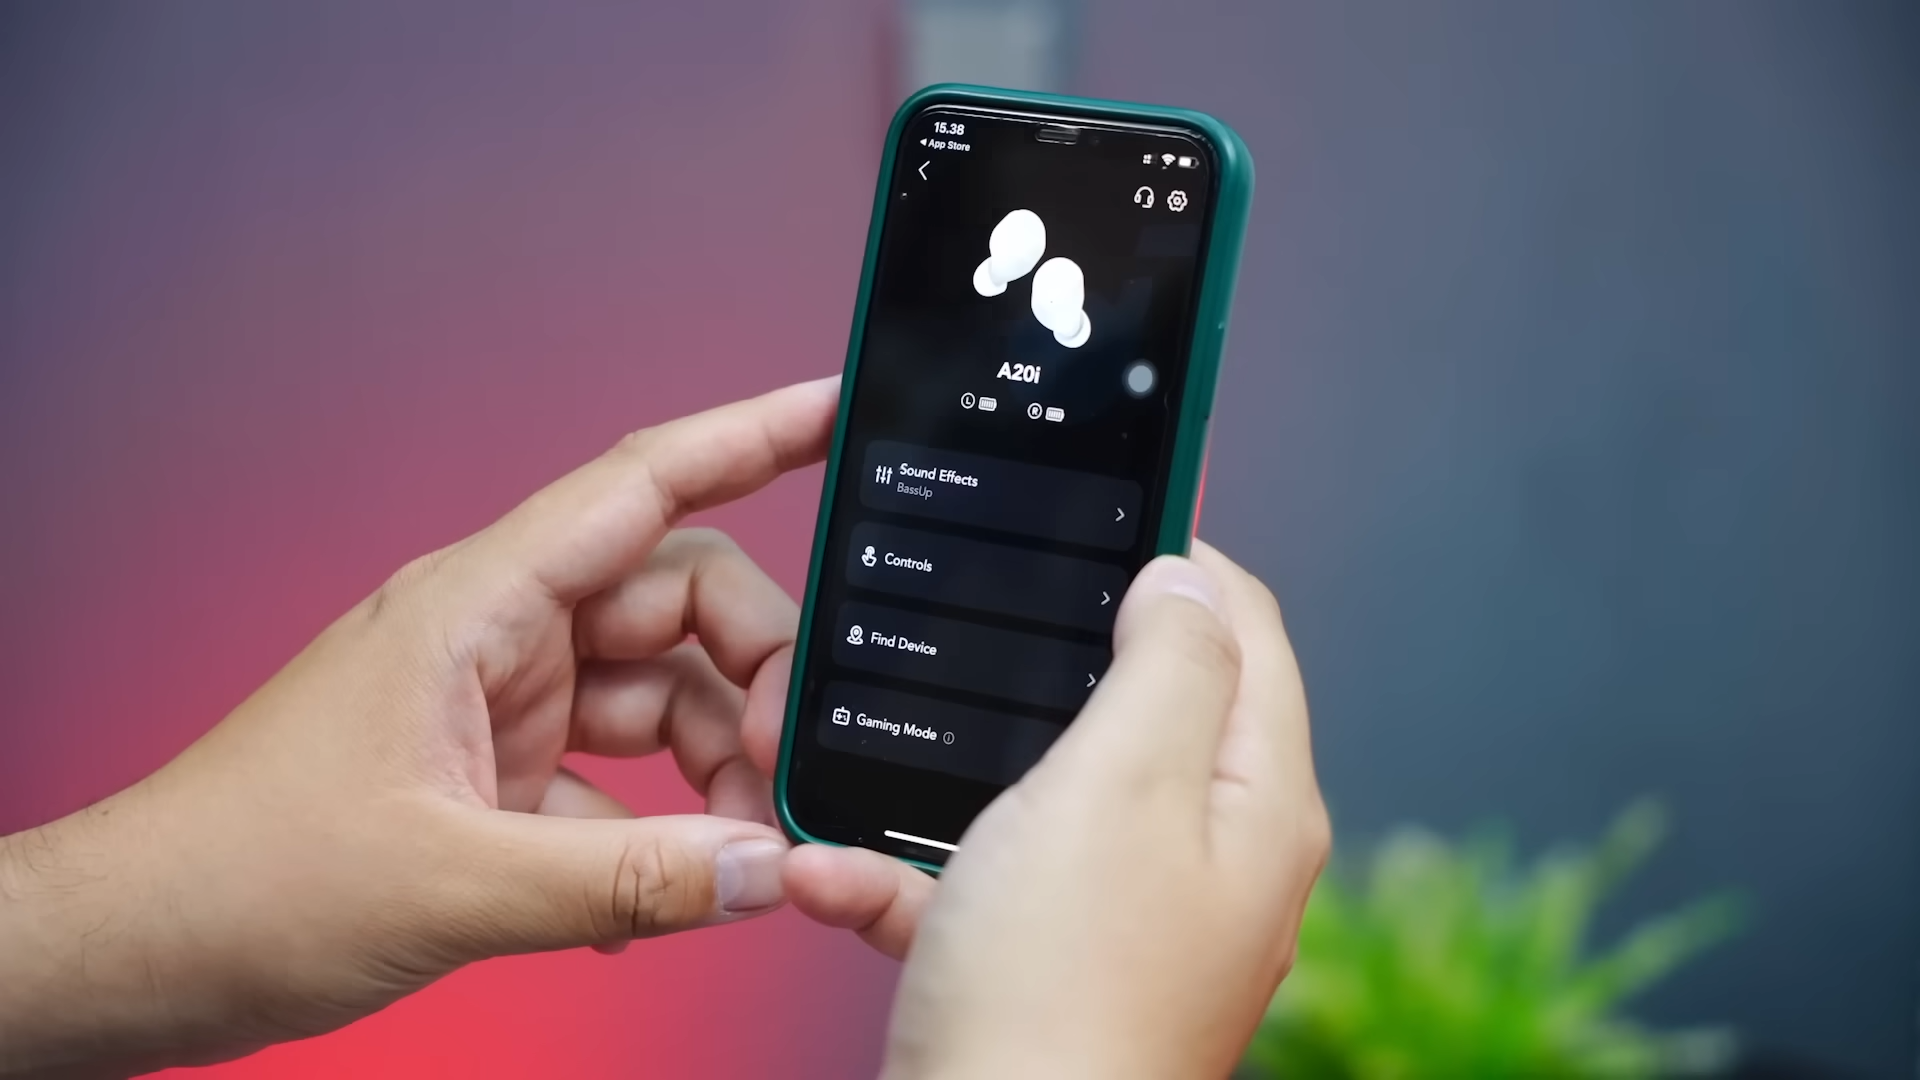 15.38
◀ App Store
A20i
L R
Sound Effects
BassUp
Controls
Find Device
Gaming Mode